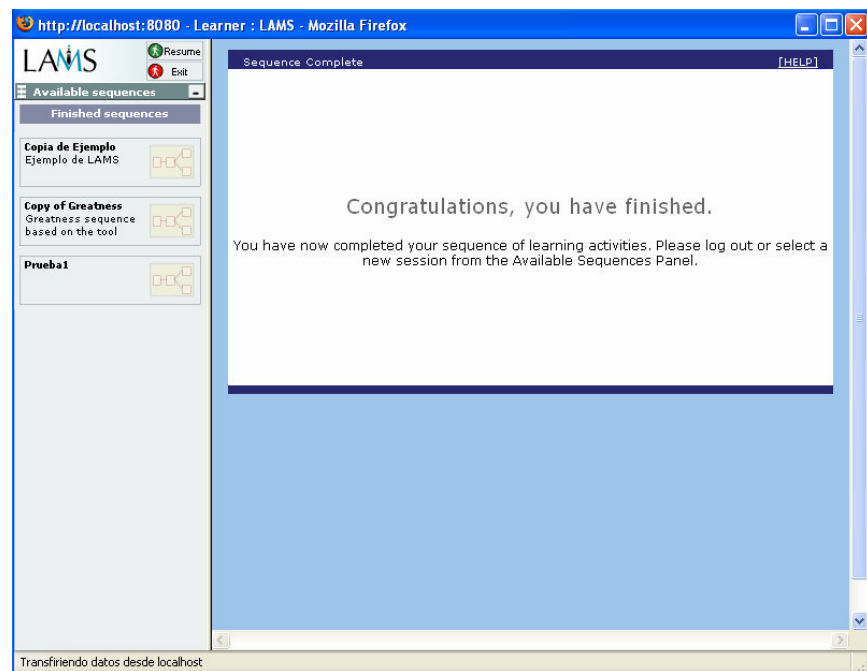 http://localhost:8080 - Learner : LAMS - Mozilla Firefox
LAMS
Resume
Exit
Available sequences
Finished sequences
Copia de Ejemplo
Ejemplo de LAMS
Copy of Greatness
Greatness sequence
based on the tool
Prueba1
Sequence Complete
[HELP]
Congratulations, you have finished.
You have now completed your sequence of learning activities. Please log out or select a
new session from the Available Sequences Panel.
Transfiriendo datos desde localhost